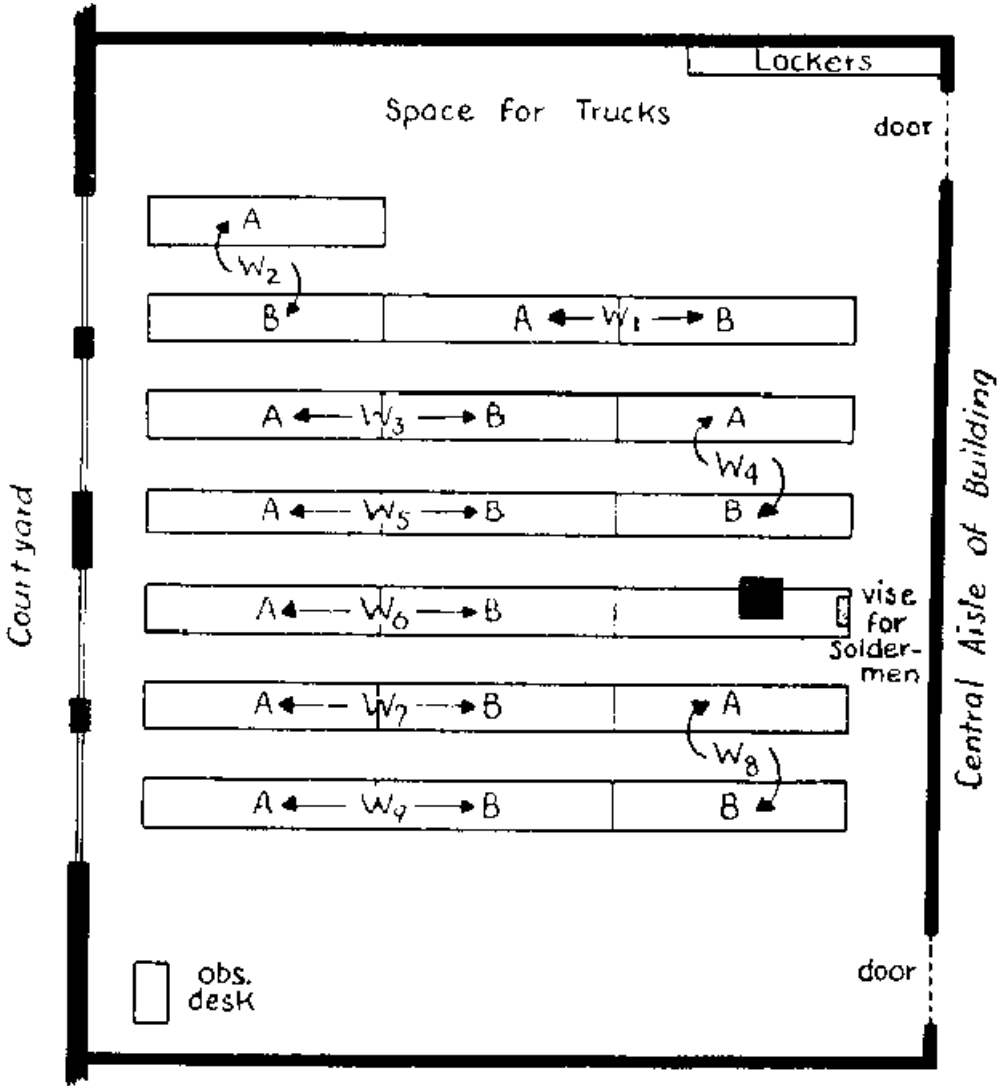 Lockers
Space for Trucks
door
A
W2
B
A W1 B
A W3 B
A
W4
A W5 B
B
A W6 B
vise
for
Solder-
men
A W7 B
A
W8
A W9 B
B
Courtyard
Central Aisle of Building
obs.
desk
door